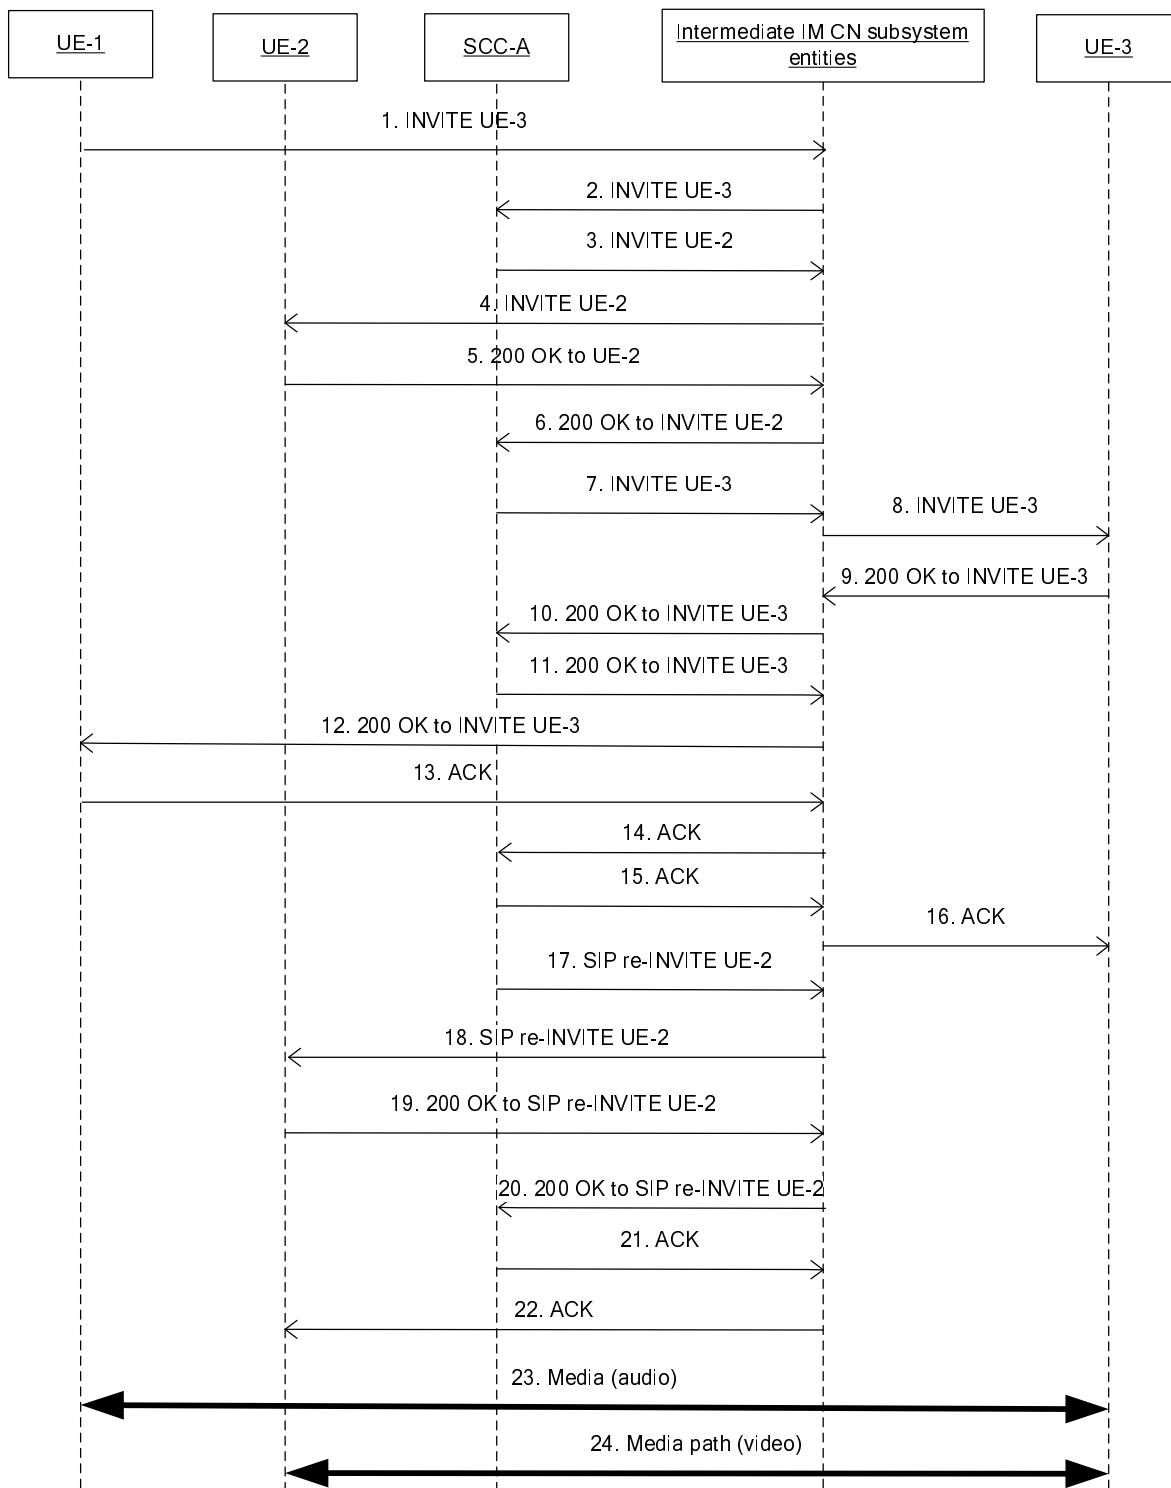 UE-1
UE-2
SCC-A
Intermediate IM CN subsystem
entities
UE-3
1. INVITE UE-3
2. INVITE UE-3
3. INVITE UE-2
4. INVITE UE-2
5. 200 OK to UE-2
6. 200 OK to INVITE UE-2
7. INVITE UE-3
8. INVITE UE-3
9. 200 OK to INVITE UE-3
10. 200 OK to INVITE UE-3
11. 200 OK to INVITE UE-3
12. 200 OK to INVITE UE-3
13. ACK
14. ACK
15. ACK
16. ACK
17. SIP re-INVITE UE-2
18. SIP re-INVITE UE-2
19. 200 OK to SIP re-INVITE UE-2
20. 200 OK to SIP re-INVITE UE-2
21. ACK
22. ACK
23. Media (audio)
24. Media path (video)